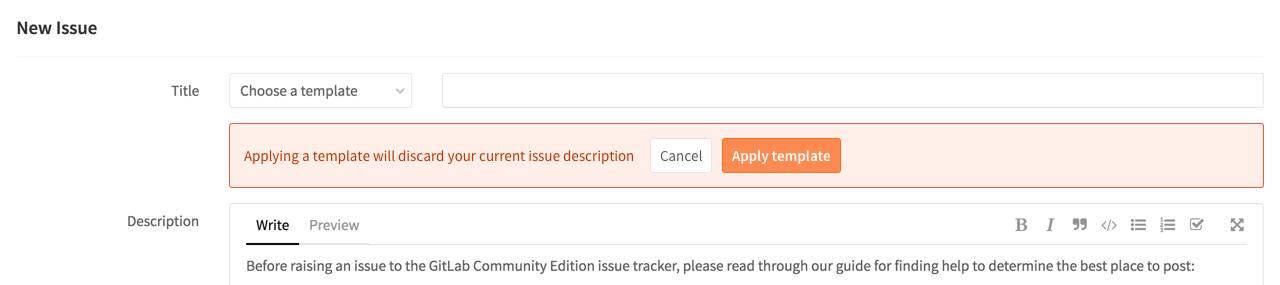 New Issue
Title
Choose a template
Applying a template will discard your current issue description
Cancel
Apply template
Description
Write
Preview
B
I
Before raising an issue to the GitLab Community Edition issue tracker, please read through our guide for finding help to determine the best place to post: